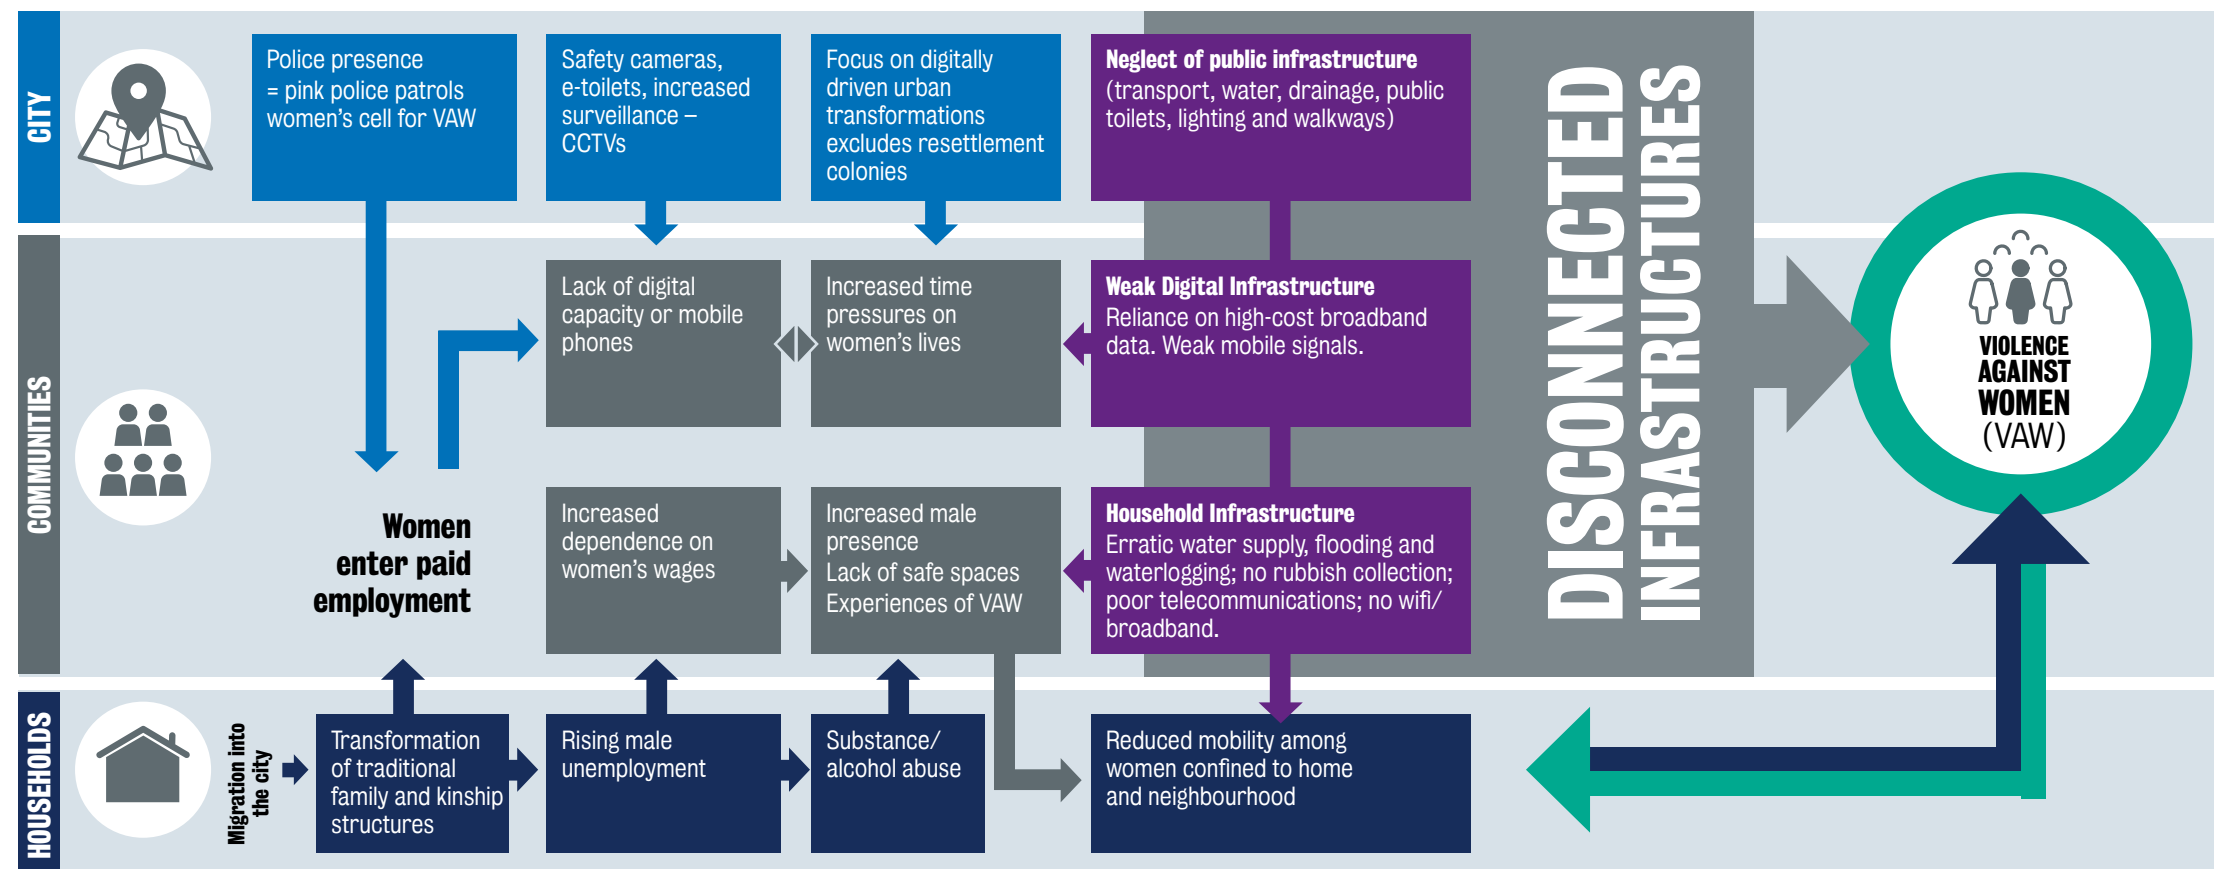 CITY
Police presence
= pink police patrols
women's cell for VAW
Safety cameras,
e-toilets, increased
surveillance –
CCTVs
Focus on digitally
driven urban
transformations
excludes resettlement
colonies
Neglect of public infrastructure
(transport, water, drainage, public
toilets, lighting and walkways)
COMMUNITIES
Lack of digital
capacity or mobile
phones
Increased time
pressures on
women's lives
Weak Digital Infrastructure
Reliance on high-cost broadband
data. Weak mobile signals.
Women
enter paid
employment
Increased
dependence on
women's wages
Increased male
presence
Lack of safe spaces
Experiences of VAW
Household Infrastructure
Erratic water supply, flooding and
waterlogging; no rubbish collection;
poor telecommunications; no wifi/
broadband.
HOUSEHOLDS
Migration into
the city
Transformation
of traditional
family and kinship
structures
Rising male
unemployment
Substance/
alcohol abuse
Reduced mobility among
women confined to home
and neighbourhood
DISCONNECTED
INFRASTRUCTURES
VIOLENCE
AGAINST
WOMEN
(VAW)